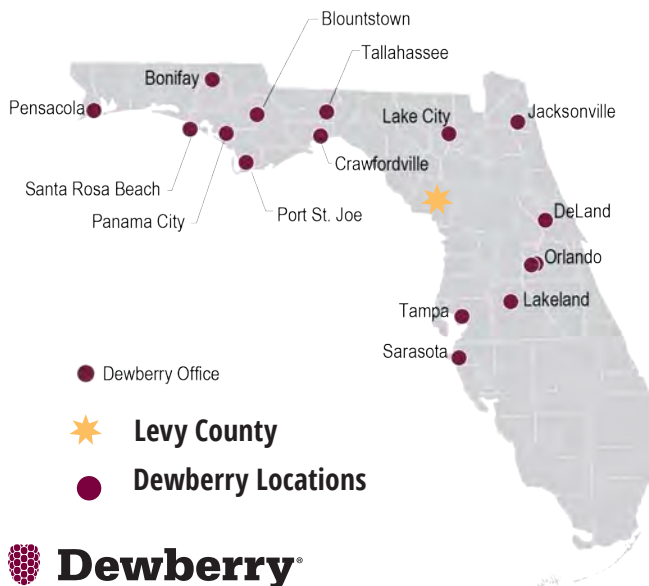 Blountstown
Tallahassee
Bonifay
Pensacola
Lake City
Jacksonville
Crawfordville
Santa Rosa Beach
Panama City
Port St. Joe
DeLand
Orlando
Lakeland
Tampa
Sarasota
Dewberry Office
Levy County
Dewberry Locations
Dewberry®